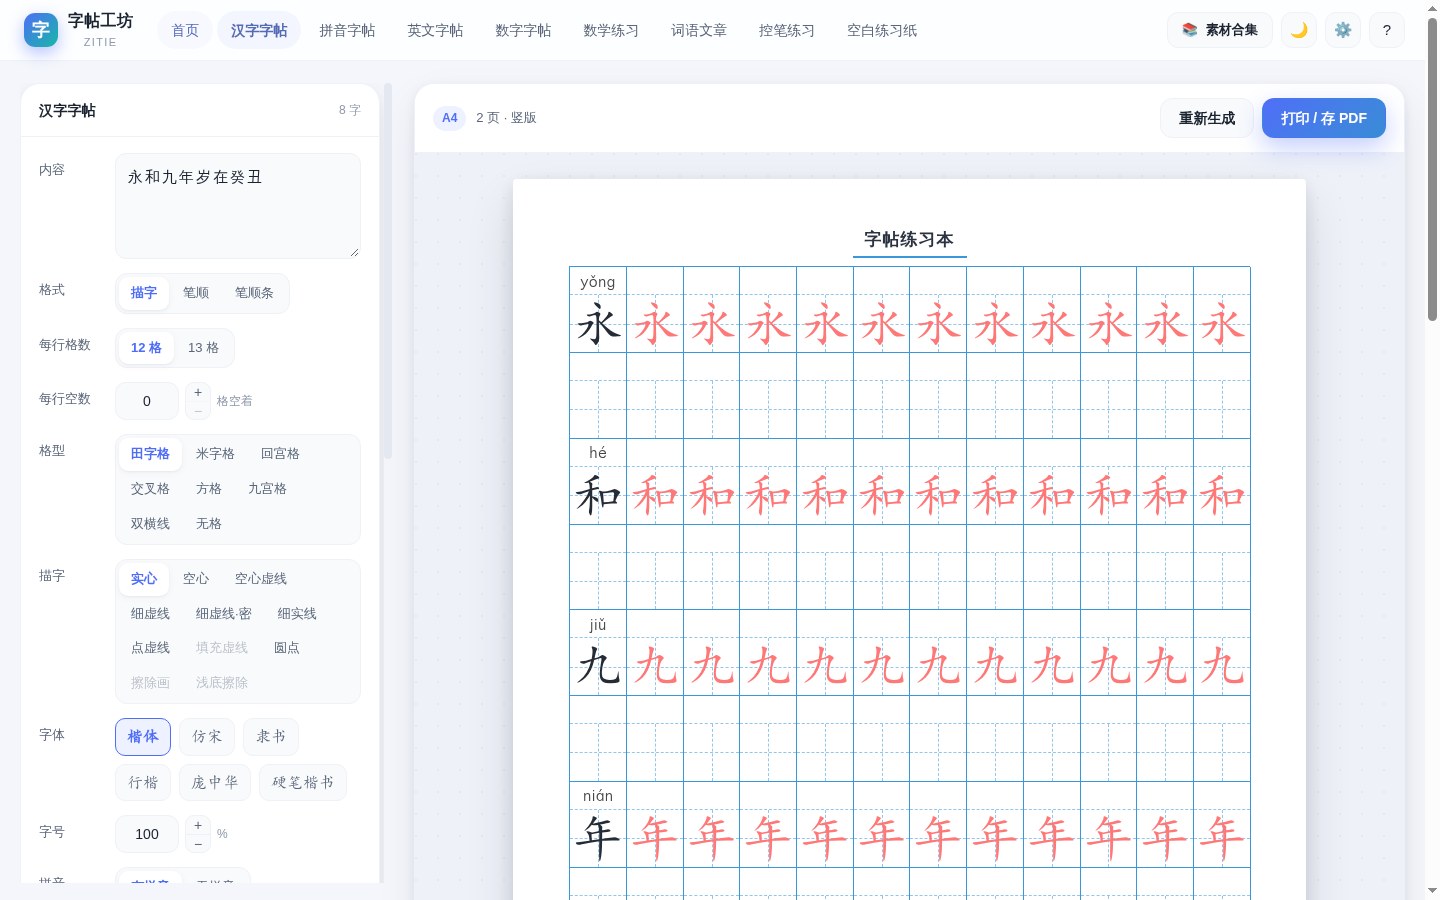 字 字帖工坊
ZITIE
首页 汉字字帖 拼音字帖 英文字帖 数字字帖 数学练习 词语文章 控笔练习 空白练习纸
素材合集 ?
汉字字帖 8 字
内容
永和九年岁在癸丑
格式
描字 笔顺 笔顺条
每行格数
12 格 13 格
每行空数
0 + − 格空着
格型
田字格 米字格 回宫格
交叉格 方格 九宫格
双横线 无格
描字
实心 空心 空心虚线
细虚线 细虚线·密 细实线
点虚线 填充虚线 圆点
擦除画 浅底擦除
字体
楷体 仿宋 隶书
行楷 庞中华 硬笔楷书
字号
100 + − %
拼音
A4 2 页 · 竖版
重新生成 打印 / 存 PDF
字帖练习本
yǒng
永 永 永 永 永 永 永 永 永 永 永 永
hé
和 和 和 和 和 和 和 和 和 和 和 和
jiǔ
九 九 九 九 九 九 九 九 九 九 九 九
nián
年 年 年 年 年 年 年 年 年 年 年 年